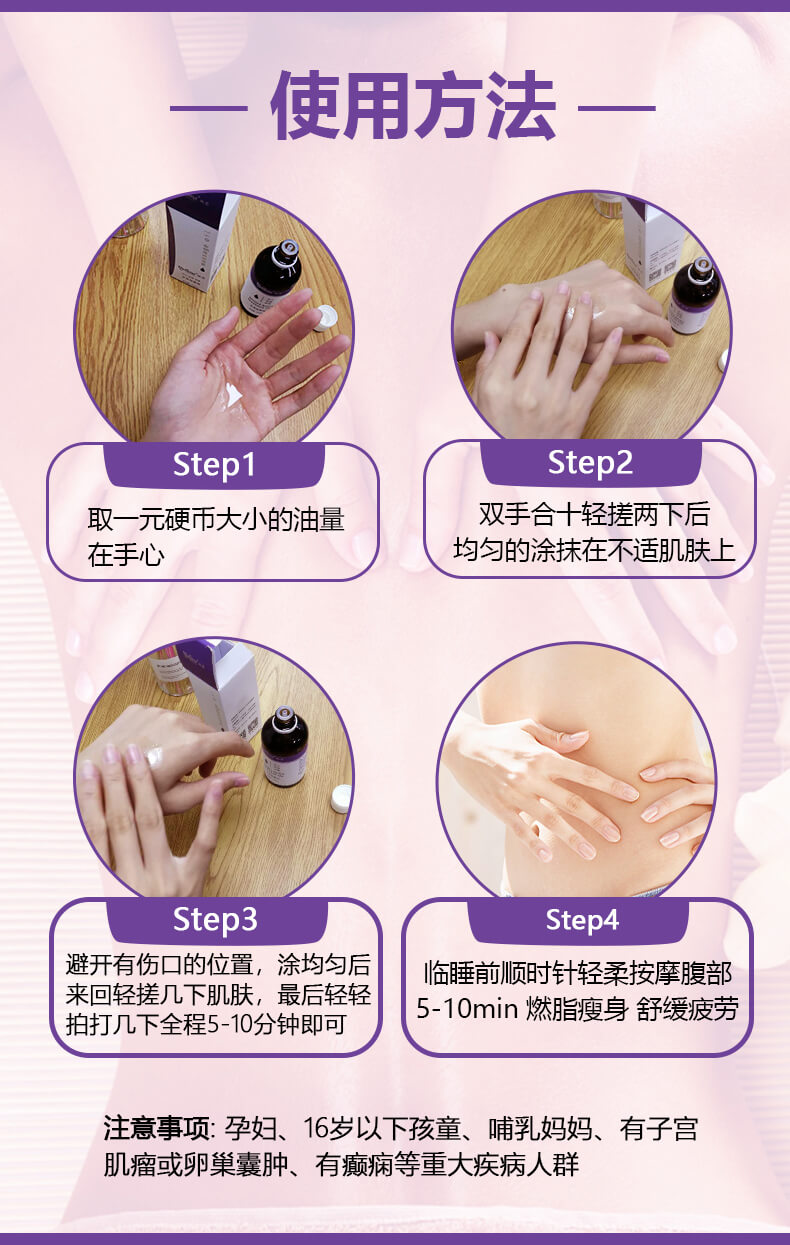 使用方法
Step1
取一元硬币大小的油量
在手心
Step2
双手合十轻搓两下后
均匀的涂抹在不适肌肤上
Step3
避开有伤口的位置，涂均匀后
来回轻搓几下肌肤，最后轻轻
拍打几下全程5-10分钟即可
Step4
临睡前顺时针轻柔按摩腹部
5-10min 燃脂瘦身 舒缓疲劳
注意事项: 孕妇、16岁以下孩童、哺乳妈妈、有子宫
肌瘤或卵巢囊肿、有癫痫等重大疾病人群